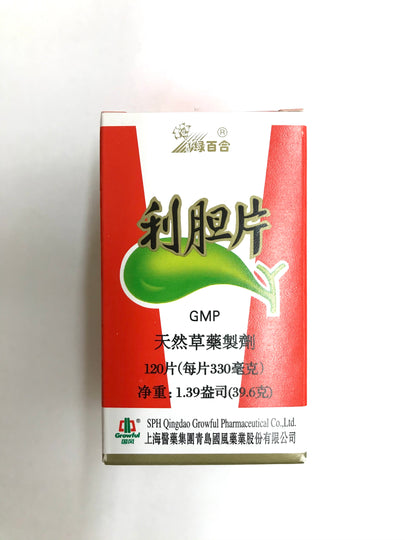 綠百合®
利胆片
GMP
天然草藥製劑
120片(每片330毫克)
净重:1.39盎司(39.6克)
Growful®
国风
SPH Qingdao Growful Pharmaceutical Co.,Ltd.
上海醫藥集團青島國風藥業股份有限公司